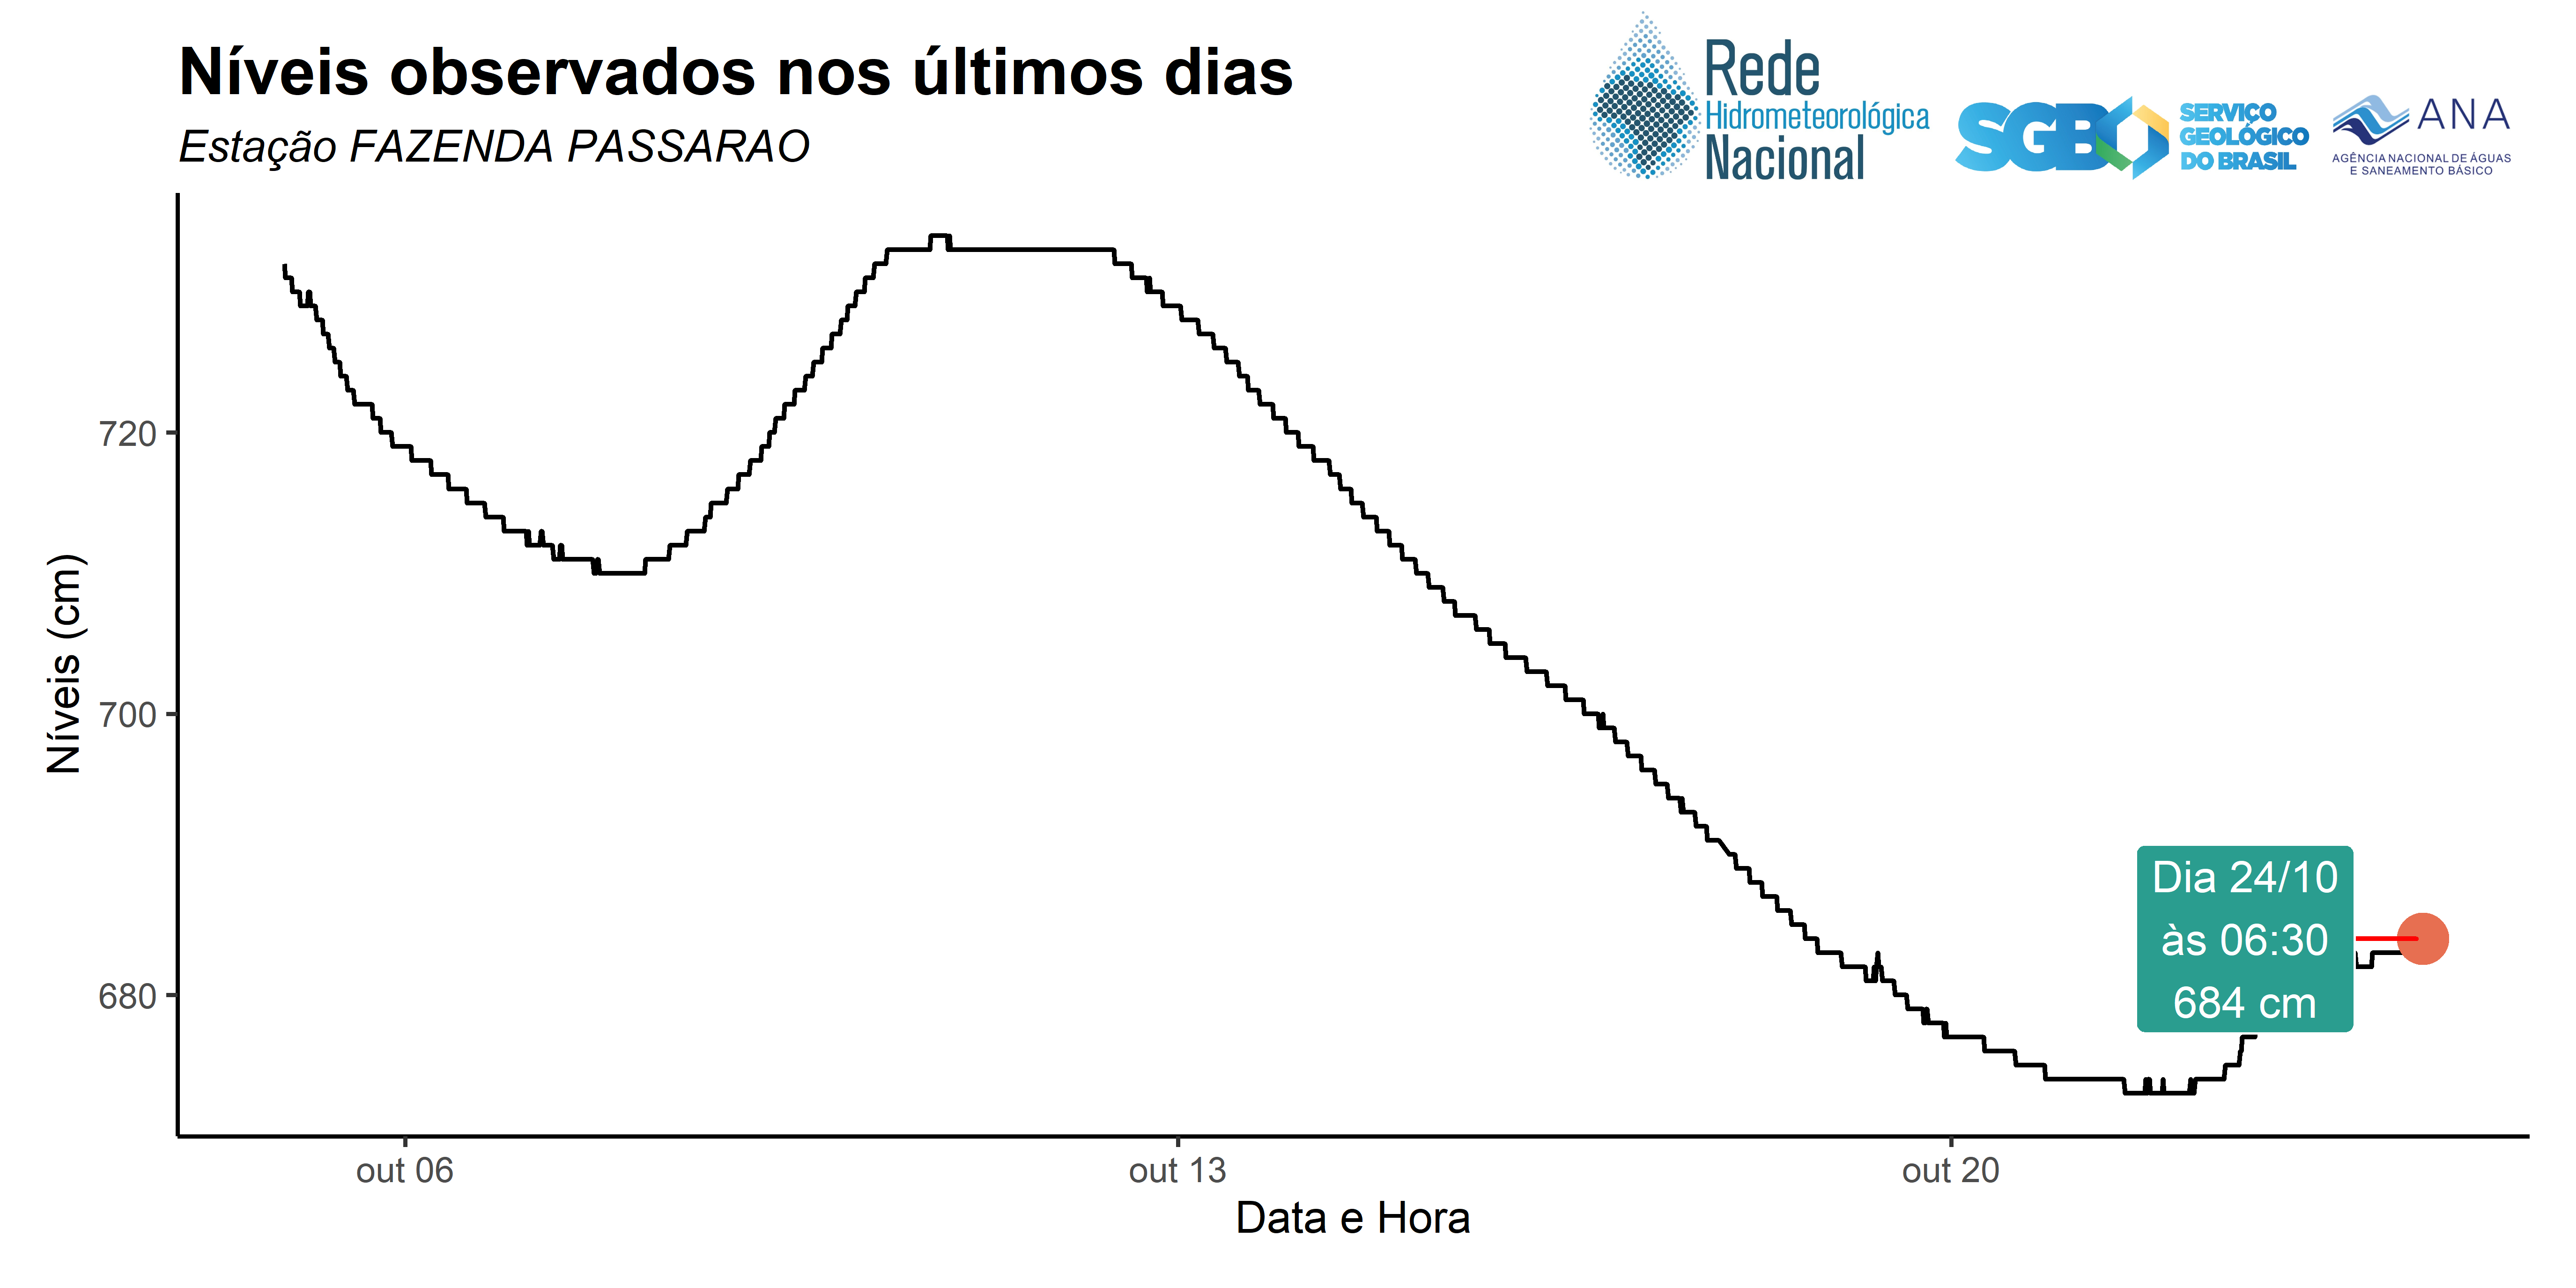 Níveis observados nos últimos dias
Estação FAZENDA PASSARAO
Rede
Hidrometeorológica
Nacional
SGB
SERVIÇO
GEOLÓGICO
DO BRASIL
ANA
AGÊNCIA NACIONAL DE ÁGUAS
E SANEAMENTO BÁSICO
Níveis (cm)
720
700
680
Dia 24/10
às 06:30
684 cm
out 06
out 13
out 20
Data e Hora